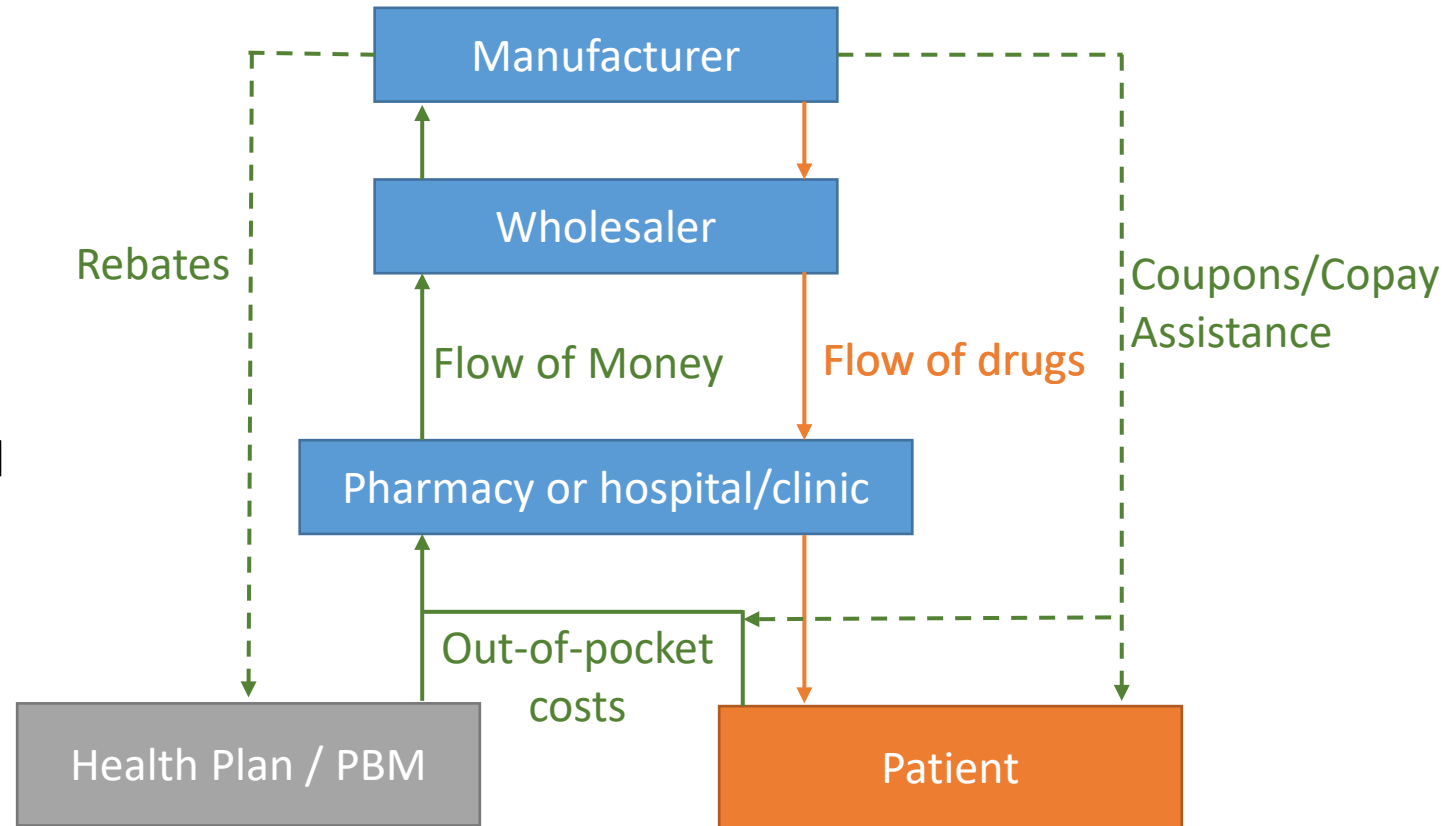 Manufacturer
Wholesaler
Rebates
Coupons/Copay
Assistance
Flow of Money
Flow of drugs
Pharmacy or hospital/clinic
Out-of-pocket
costs
Health Plan / PBM
Patient